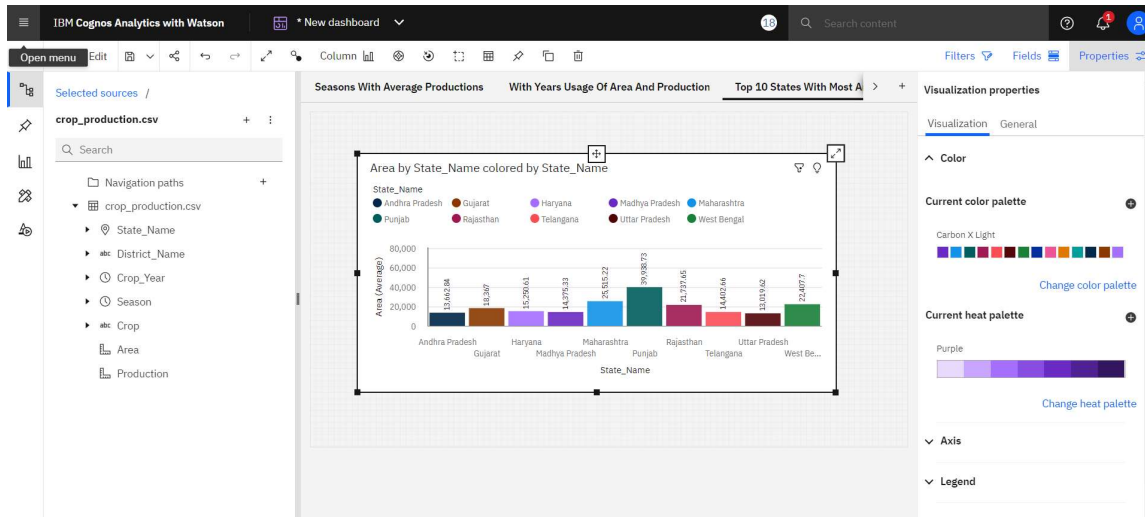 IBM Cognos Analytics with Watson
* New dashboard
18
Search content
1
Open menu
Edit
Column
Filters
Fields
Properties
Selected sources /
crop_production.csv
Search
Navigation paths
crop_production.csv
State_Name
abc District_Name
Crop_Year
Season
abc Crop
Area
Production
Seasons With Average Productions
With Years Usage Of Area And Production
Top 10 States With Most A
Area by State_Name colored by State_Name
State_Name
Andhra Pradesh Gujarat Haryana Madhya Pradesh Maharashtra
Punjab Rajasthan Telangana Uttar Pradesh West Bengal
Area (Average)
80,000
60,000
40,000
20,000
0
13,662.84
18,367
15,250.61
14,375.33
25,515.22
39,938.73
21,737.65
14,402.66
13,019.62
22,407.7
Andhra Pradesh Haryana Maharashtra Rajasthan Uttar Pradesh
Gujarat Madhya Pradesh Punjab Telangana West Be...
State_Name
Visualization properties
Visualization General
Color
Current color palette
Carbon X Light
Change color palette
Current heat palette
Purple
Change heat palette
Axis
Legend